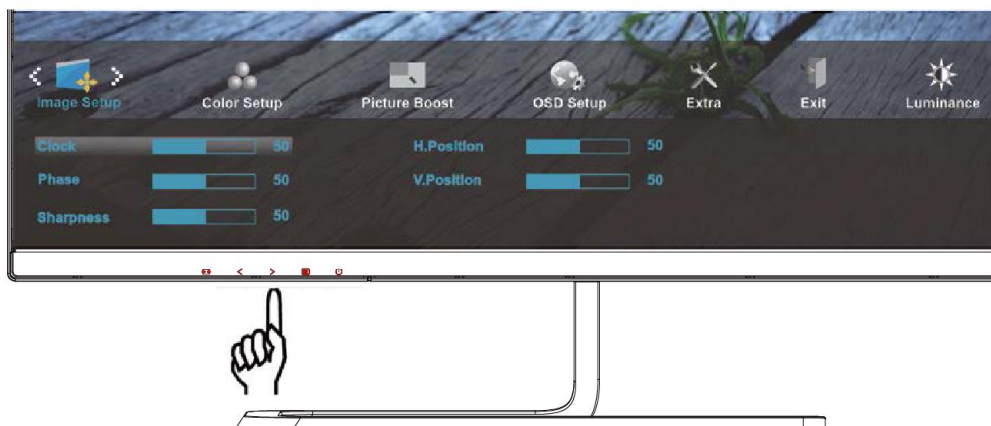 Image Setup Color Setup Picture Boost OSD Setup Extra Exit Luminance
Clock 50 H.Position 50
Phase 50 V.Position 50
Sharpness 50